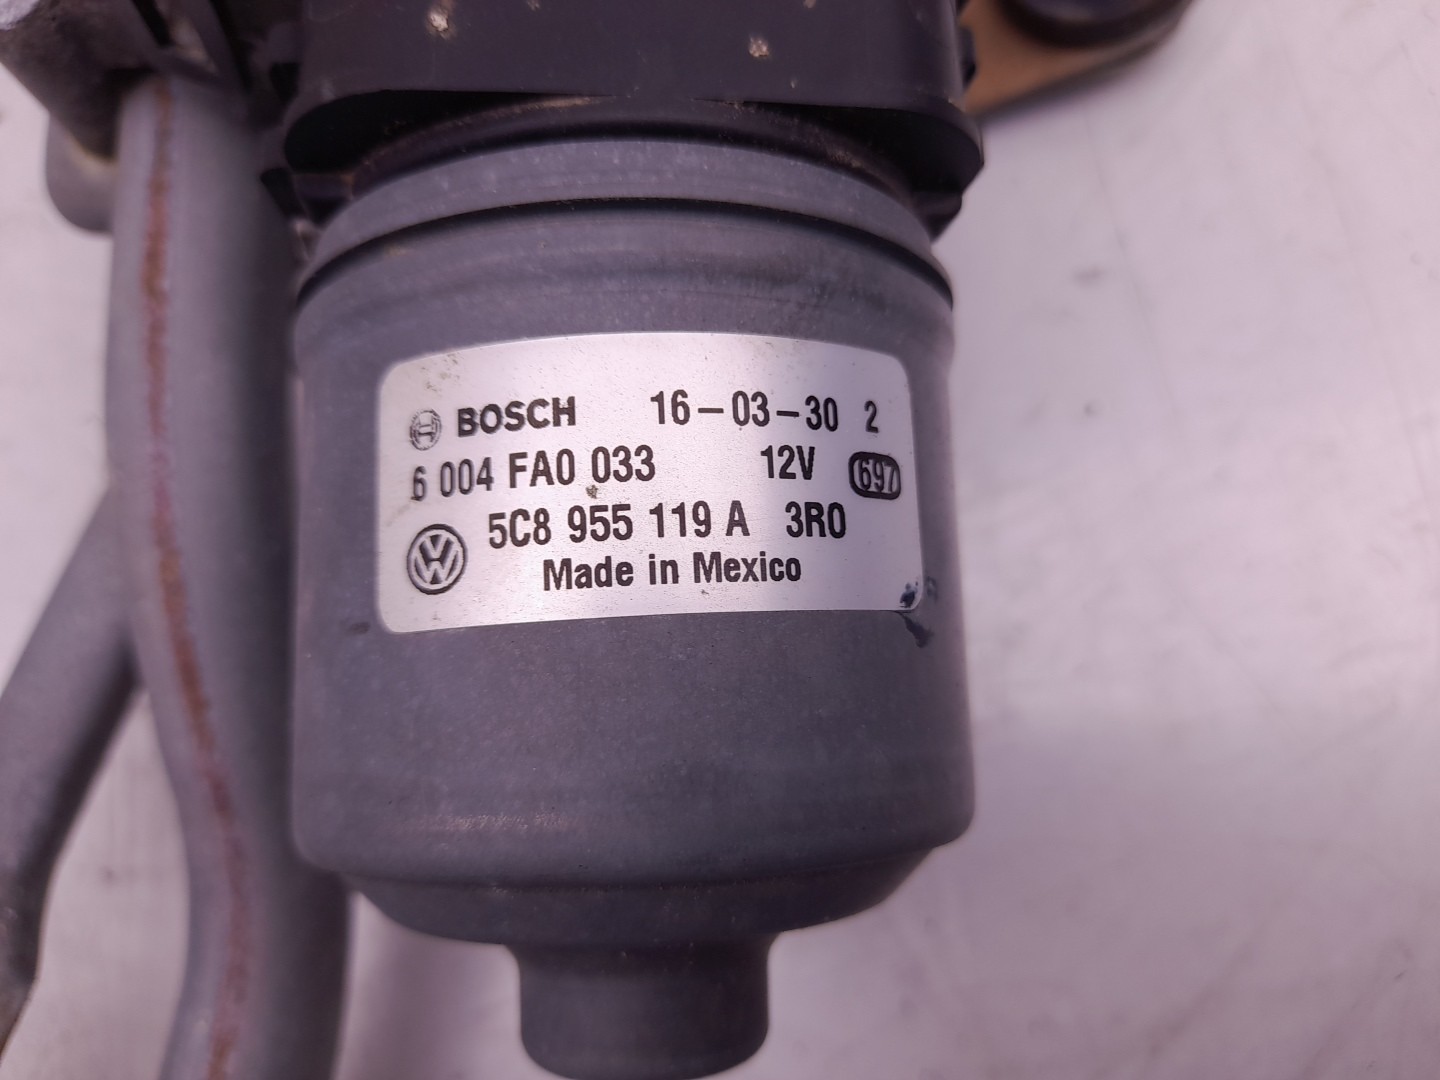 BOSCH 16-03-30 2
6 004 FA0 033 12V 697
5C8 955 119 A 3R0
Made in Mexico